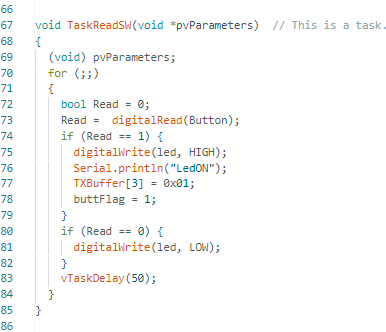 66
67 void TaskReadSW(void *pvParameters)  // This is a task.
68 {
69   (void) pvParameters;
70   for (;;)
71   {
72     bool Read = 0;
73     Read =  digitalRead(Button);
74     if (Read == 1) {
75       digitalWrite(led, HIGH);
76       Serial.println("LedON");
77       TXBuffer[3] = 0x01;
78       buttFlag = 1;
79     }
80     if (Read == 0) {
81       digitalWrite(led, LOW);
82     }
83     vTaskDelay(50);
84   }
85 }
86